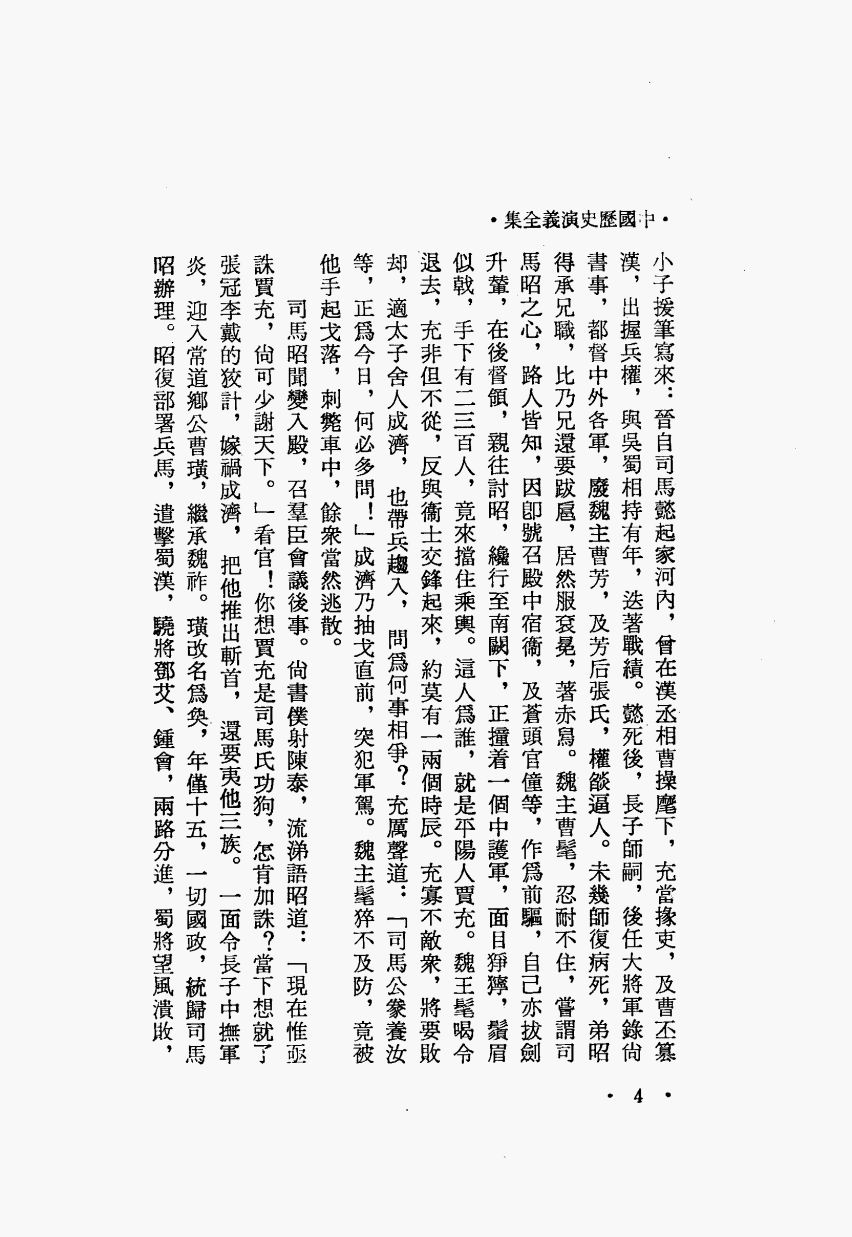 ・中國歷史演義全集・
小子援筆寫來：晉自司馬懿起家河內，曾在漢丞相曹操麾下，充當掾吏，及曹丕篡
漢，出握兵權，與吳蜀相持有年，迭著戰績。懿死後，長子師嗣，後任大將軍錄尙
書事，都督中外各軍，廢魏主曹芳，及芳后張氏，權燄逼人。未幾師復病死，弟昭
得承兄職，比乃兄還要跋扈，居然服袞冕，著赤舄。魏主曹髦，忍耐不住，嘗謂司
馬昭之心，路人皆知，因卽號召殿中宿衞，及蒼頭官僮等，作爲前驅，自己亦拔劍
升輦，在後督領，親往討昭，纔行至南闕下，正撞着一個中護軍，面目猙獰，鬚眉
似戟，手下有二三百人，竟來擋住乘輿。這人爲誰，就是平陽人賈充。魏王髦喝令
退去，充非但不從，反與衞士交鋒起來，約莫有一兩個時辰。充寡不敵衆，將要敗
却，適太子舍人成濟，也帶兵趨入，問爲何事相爭？充厲聲道：「司馬公豢養汝
等，正爲今日，何必多問！」成濟乃抽戈直前，突犯軍駕。魏主髦猝不及防，竟被
他手起戈落，刺斃車中，餘衆當然逃散。
司馬昭聞變入殿，召羣臣會議後事。尙書僕射陳泰，流涕語昭道：「現在惟亟
誅賈充，尙可少謝天下。」看官！你想賈充是司馬氏功狗，怎肯加誅？當下想就了
張冠李戴的狡計，嫁禍成濟，把他推出斬首，還要夷他三族。一面令長子中撫軍
炎，迎入常道鄉公曹璜，繼承魏祚。璜改名爲奐，年僅十五，一切國政，統歸司馬
昭辦理。昭復部署兵馬，遣擊蜀漢，驍將鄧艾、鍾會，兩路分進，蜀將望風潰敗，
・4・